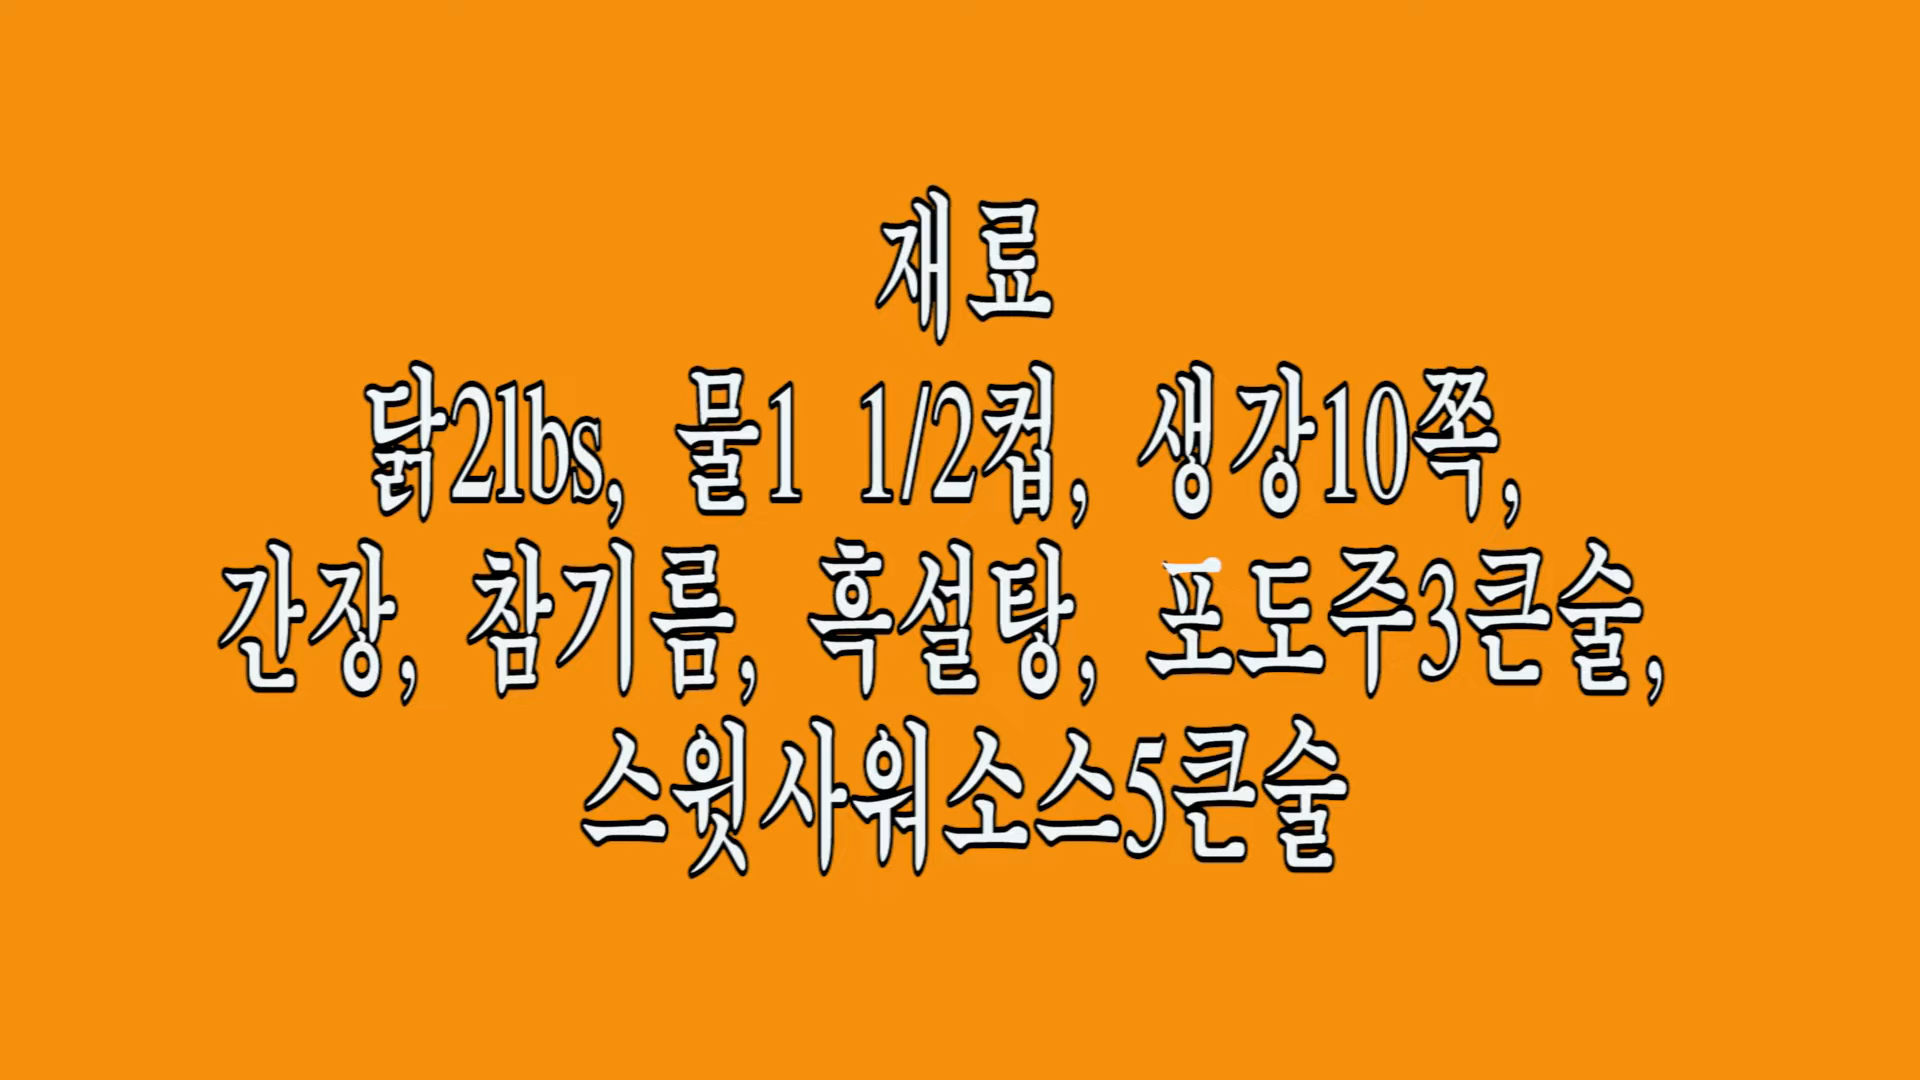 재료
닭2lbs, 물1 1/2컵, 생강10쪽,
간장, 참기름, 흑설탕, 포도주3큰술,
스윗사워소스5큰술